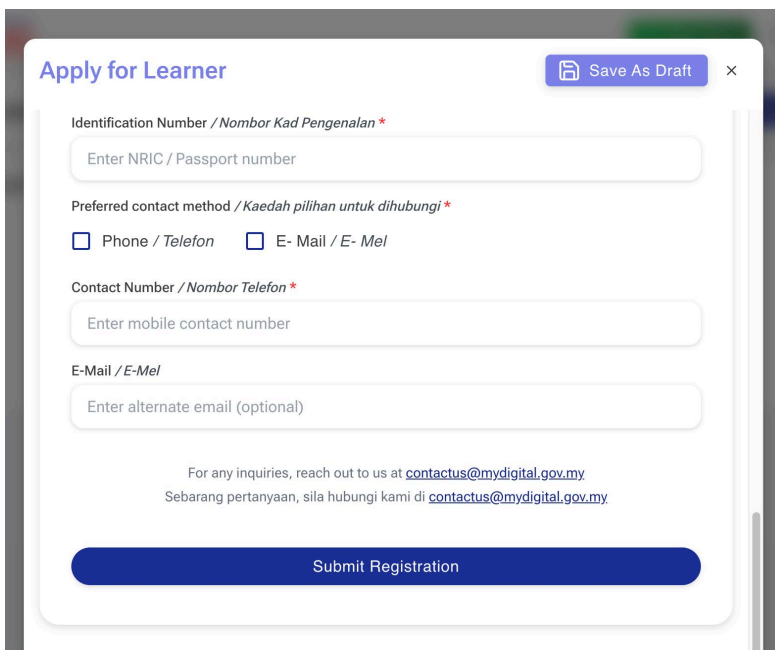 Apply for Learner
Save As Draft
Identification Number / Nombor Kad Pengenalan *
Enter NRIC / Passport number
Preferred contact method / Kaedah pilihan untuk dihubungi *
Phone / Telefon E- Mail / E- Mel
Contact Number / Nombor Telefon *
Enter mobile contact number
E-Mail / E-Mel
Enter alternate email (optional)
For any inquiries, reach out to us at contactus@mydigital.gov.my
Sebarang pertanyaan, sila hubungi kami di contactus@mydigital.gov.my
Submit Registration